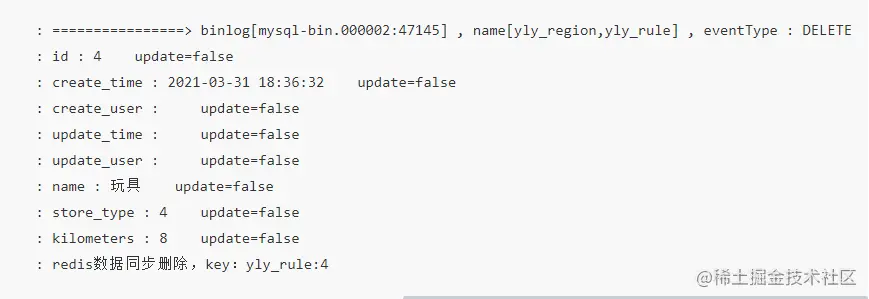 : ================> binlog[mysql-bin.000002:47145] , name[yly_region,yly_rule] , eventType : DELETE
: id : 4    update=false
: create_time : 2021-03-31 18:36:32    update=false
: create_user :     update=false
: update_time :     update=false
: update_user :     update=false
: name : 玩具    update=false
: store_type : 4    update=false
: kilometers : 8    update=false
: redis数据同步删除，key：yly_rule:4
@稀土掘金技术社区